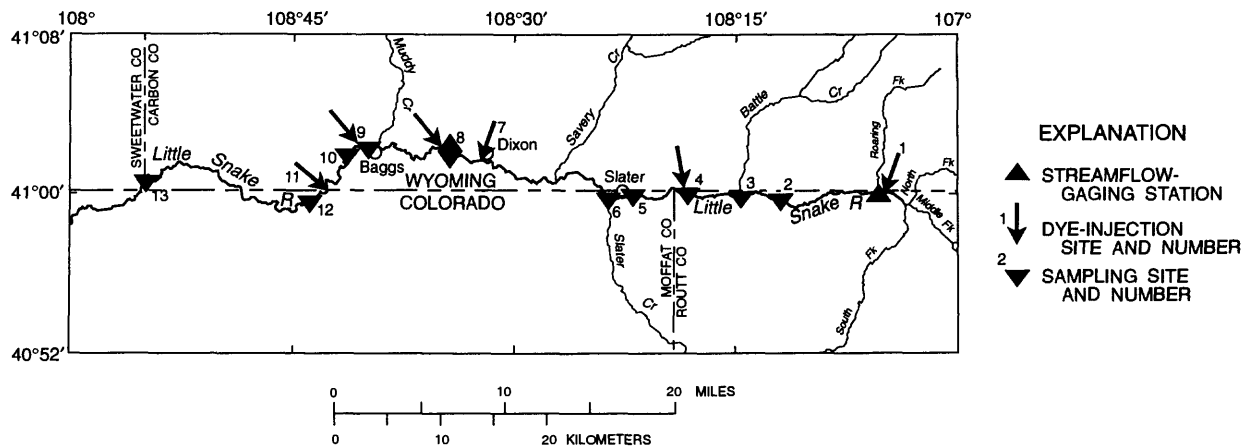 108° 108°45' 108°30' 108°15' 107°
41°08'
41°00'
40°52'
SWEETWATER CO
CARBON CO
Little Snake R
Muddy Cr
Baggs
Dixon
WYOMING
COLORADO
Savery Cr
Slater
Slater Cr
MOFFAT CO
ROUTT CO
Battle Cr
Little Snake R
Roaring Fk
North Fk
Middle Fk
South Fk
1
2
3
4
5
6
7
8
9
10
11
12
13
EXPLANATION
STREAMFLOW-
GAGING STATION
1 DYE-INJECTION
SITE AND NUMBER
2 SAMPLING SITE
AND NUMBER
0 10 20 MILES
0 10 20 KILOMETERS